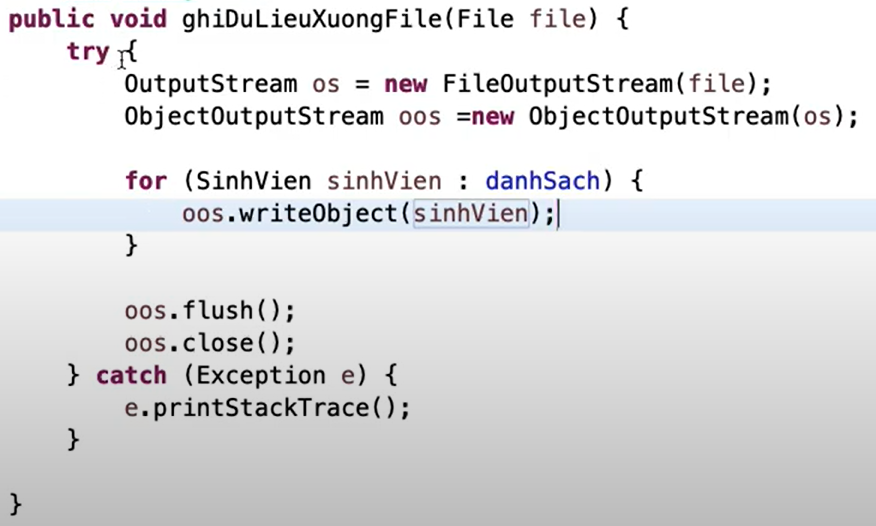 public void ghiDuLieuXuongFile(File file) {
try {
OutputStream os = new FileOutputStream(file);
ObjectOutputStream oos =new ObjectOutputStream(os);
for (SinhVien sinhVien : danhSach) {
oos.writeObject(sinhVien);
}
oos.flush();
oos.close();
} catch (Exception e) {
e.printStackTrace();
}
}